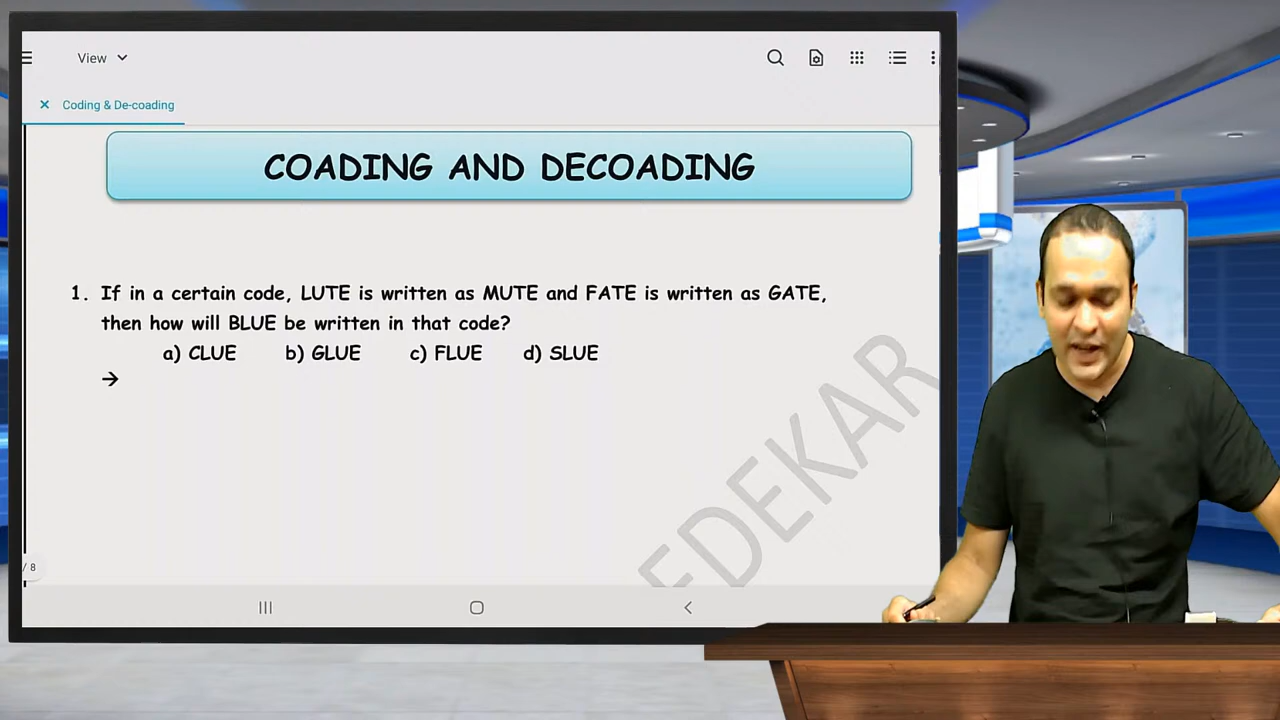 View
Coding & De-coading
COADING AND DECOADING
1. If in a certain code, LUTE is written as MUTE and FATE is written as GATE,
then how will BLUE be written in that code?
a) CLUE b) GLUE c) FLUE d) SLUE
→
EDEKAR
/ 8